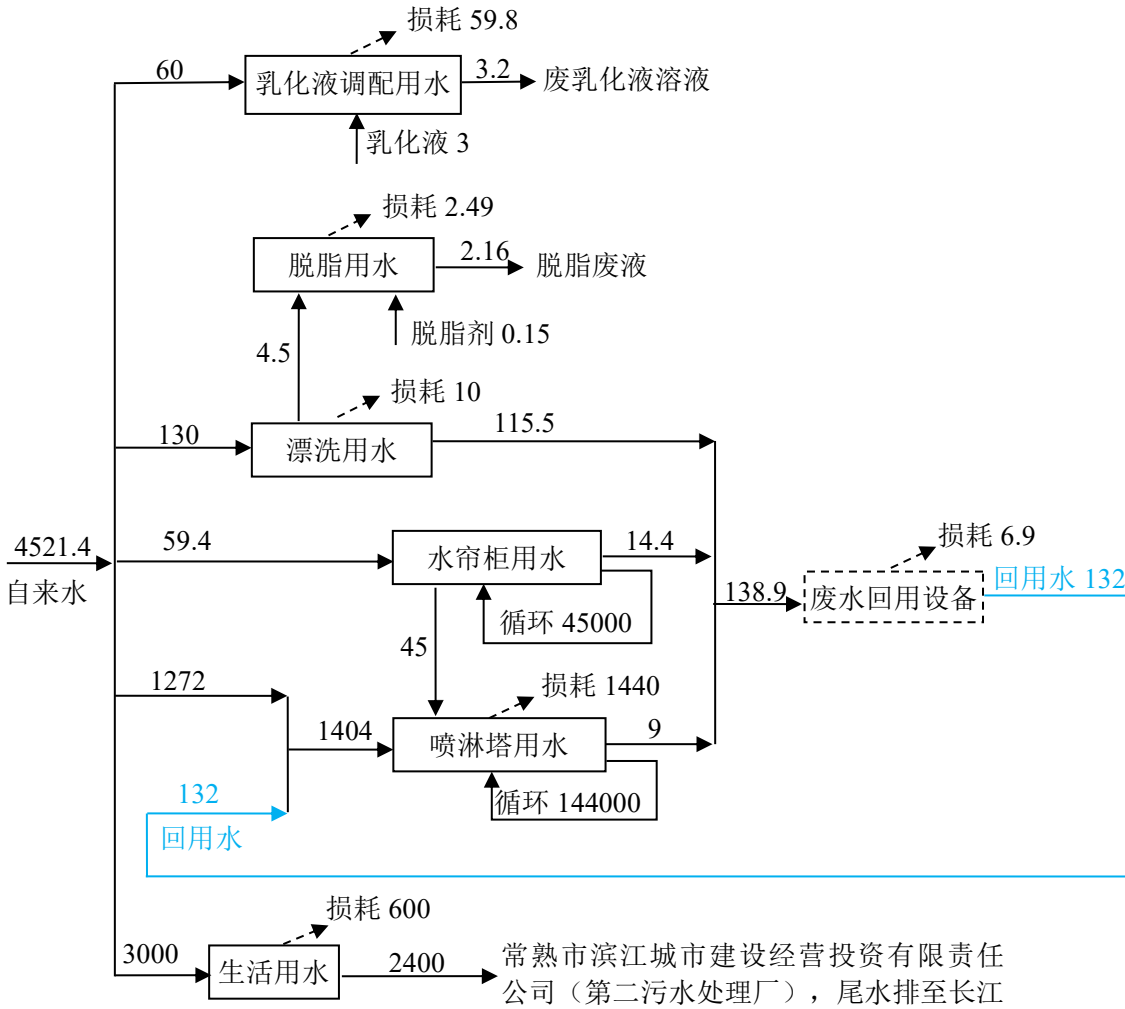 损耗 59.8
60
乳化液调配用水
3.2
废乳化液溶液
乳化液 3
损耗 2.49
脱脂用水
2.16
脱脂废液
脱脂剂 0.15
4.5
损耗 10
130
漂洗用水
115.5
4521.4
自来水
59.4
水帘柜用水
14.4
循环 45000
45
138.9
损耗 6.9
废水回用设备
回用水 132
1272
1404
损耗 1440
喷淋塔用水
9
循环 144000
132
回用水
损耗 600
3000
生活用水
2400
常熟市滨江城市建设经营投资有限责任
公司（第二污水处理厂），尾水排至长江